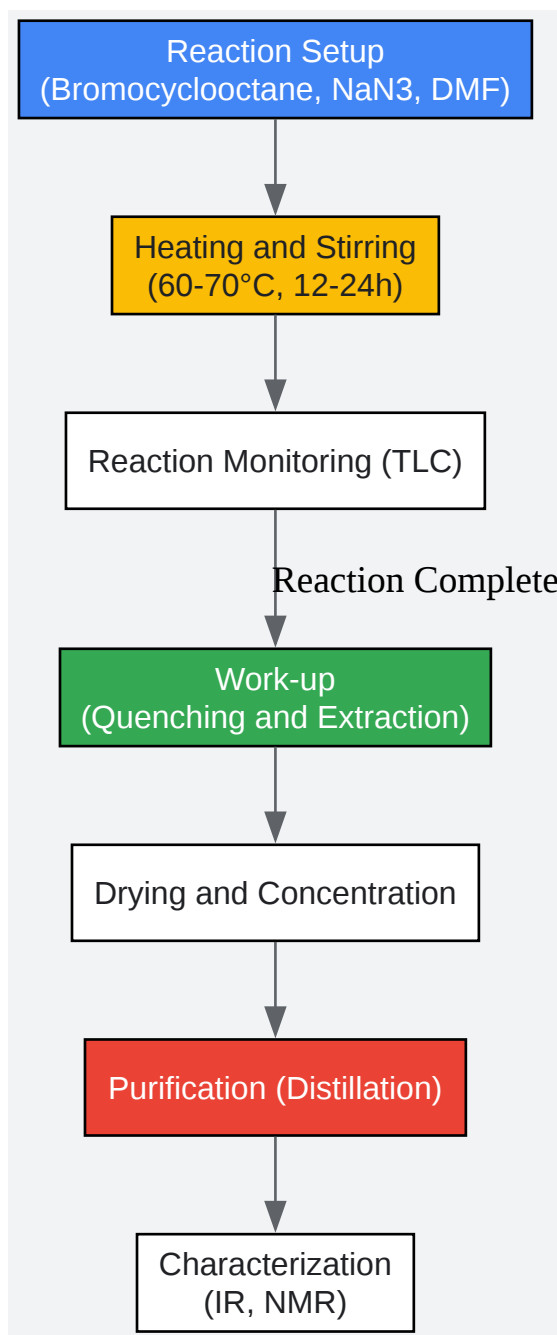 Reaction Setup
(Bromocyclooctane, NaN3, DMF)
Heating and Stirring
(60-70°C, 12-24h)
Reaction Monitoring (TLC)
Reaction Complete
Work-up
(Quenching and Extraction)
Drying and Concentration
Purification (Distillation)
Characterization
(IR, NMR)